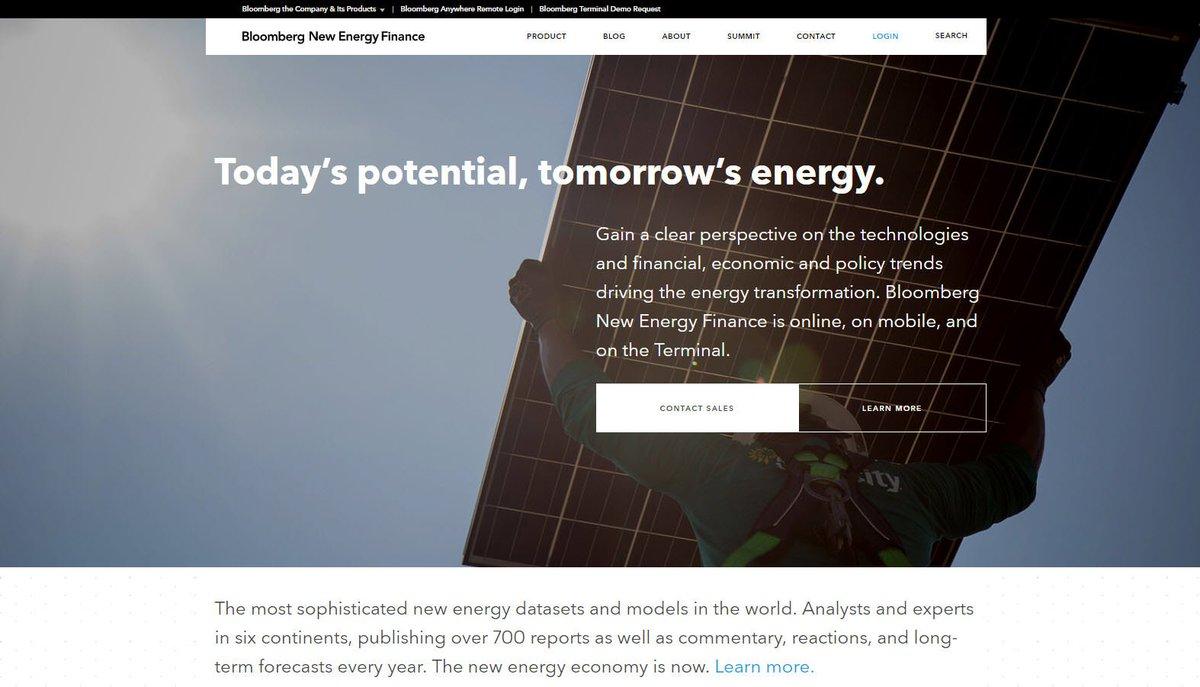 Bloomberg the Company & Its Products | Bloomberg Anywhere Remote Login | Bloomberg Terminal Demo Request
Bloomberg New Energy Finance PRODUCT BLOG ABOUT SUMMIT CONTACT LOGIN SEARCH
Today's potential, tomorrow's energy.
Gain a clear perspective on the technologies
and financial, economic and policy trends
driving the energy transformation. Bloomberg
New Energy Finance is online, on mobile, and
on the Terminal.
CONTACT SALES LEARN MORE
The most sophisticated new energy datasets and models in the world. Analysts and experts
in six continents, publishing over 700 reports as well as commentary, reactions, and long-
term forecasts every year. The new energy economy is now. Learn more.